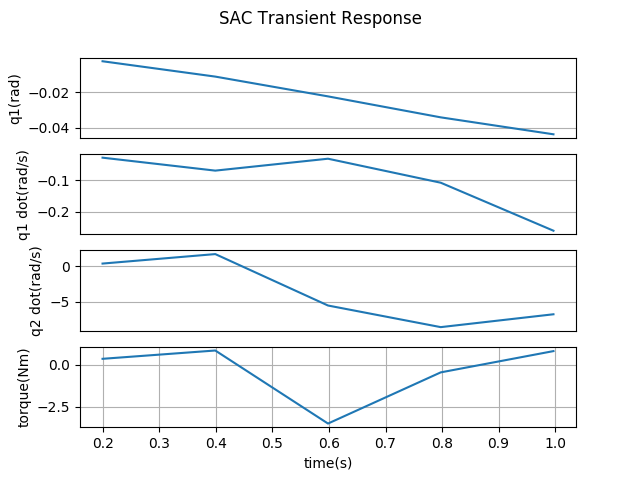 SAC Transient Response
q1(rad)
−0.02
−0.04
q1 dot(rad/s)
−0.1
−0.2
q2 dot(rad/s)
0
−5
torque(Nm)
0.0
−2.5
0.2 0.3 0.4 0.5 0.6 0.7 0.8 0.9 1.0
time(s)